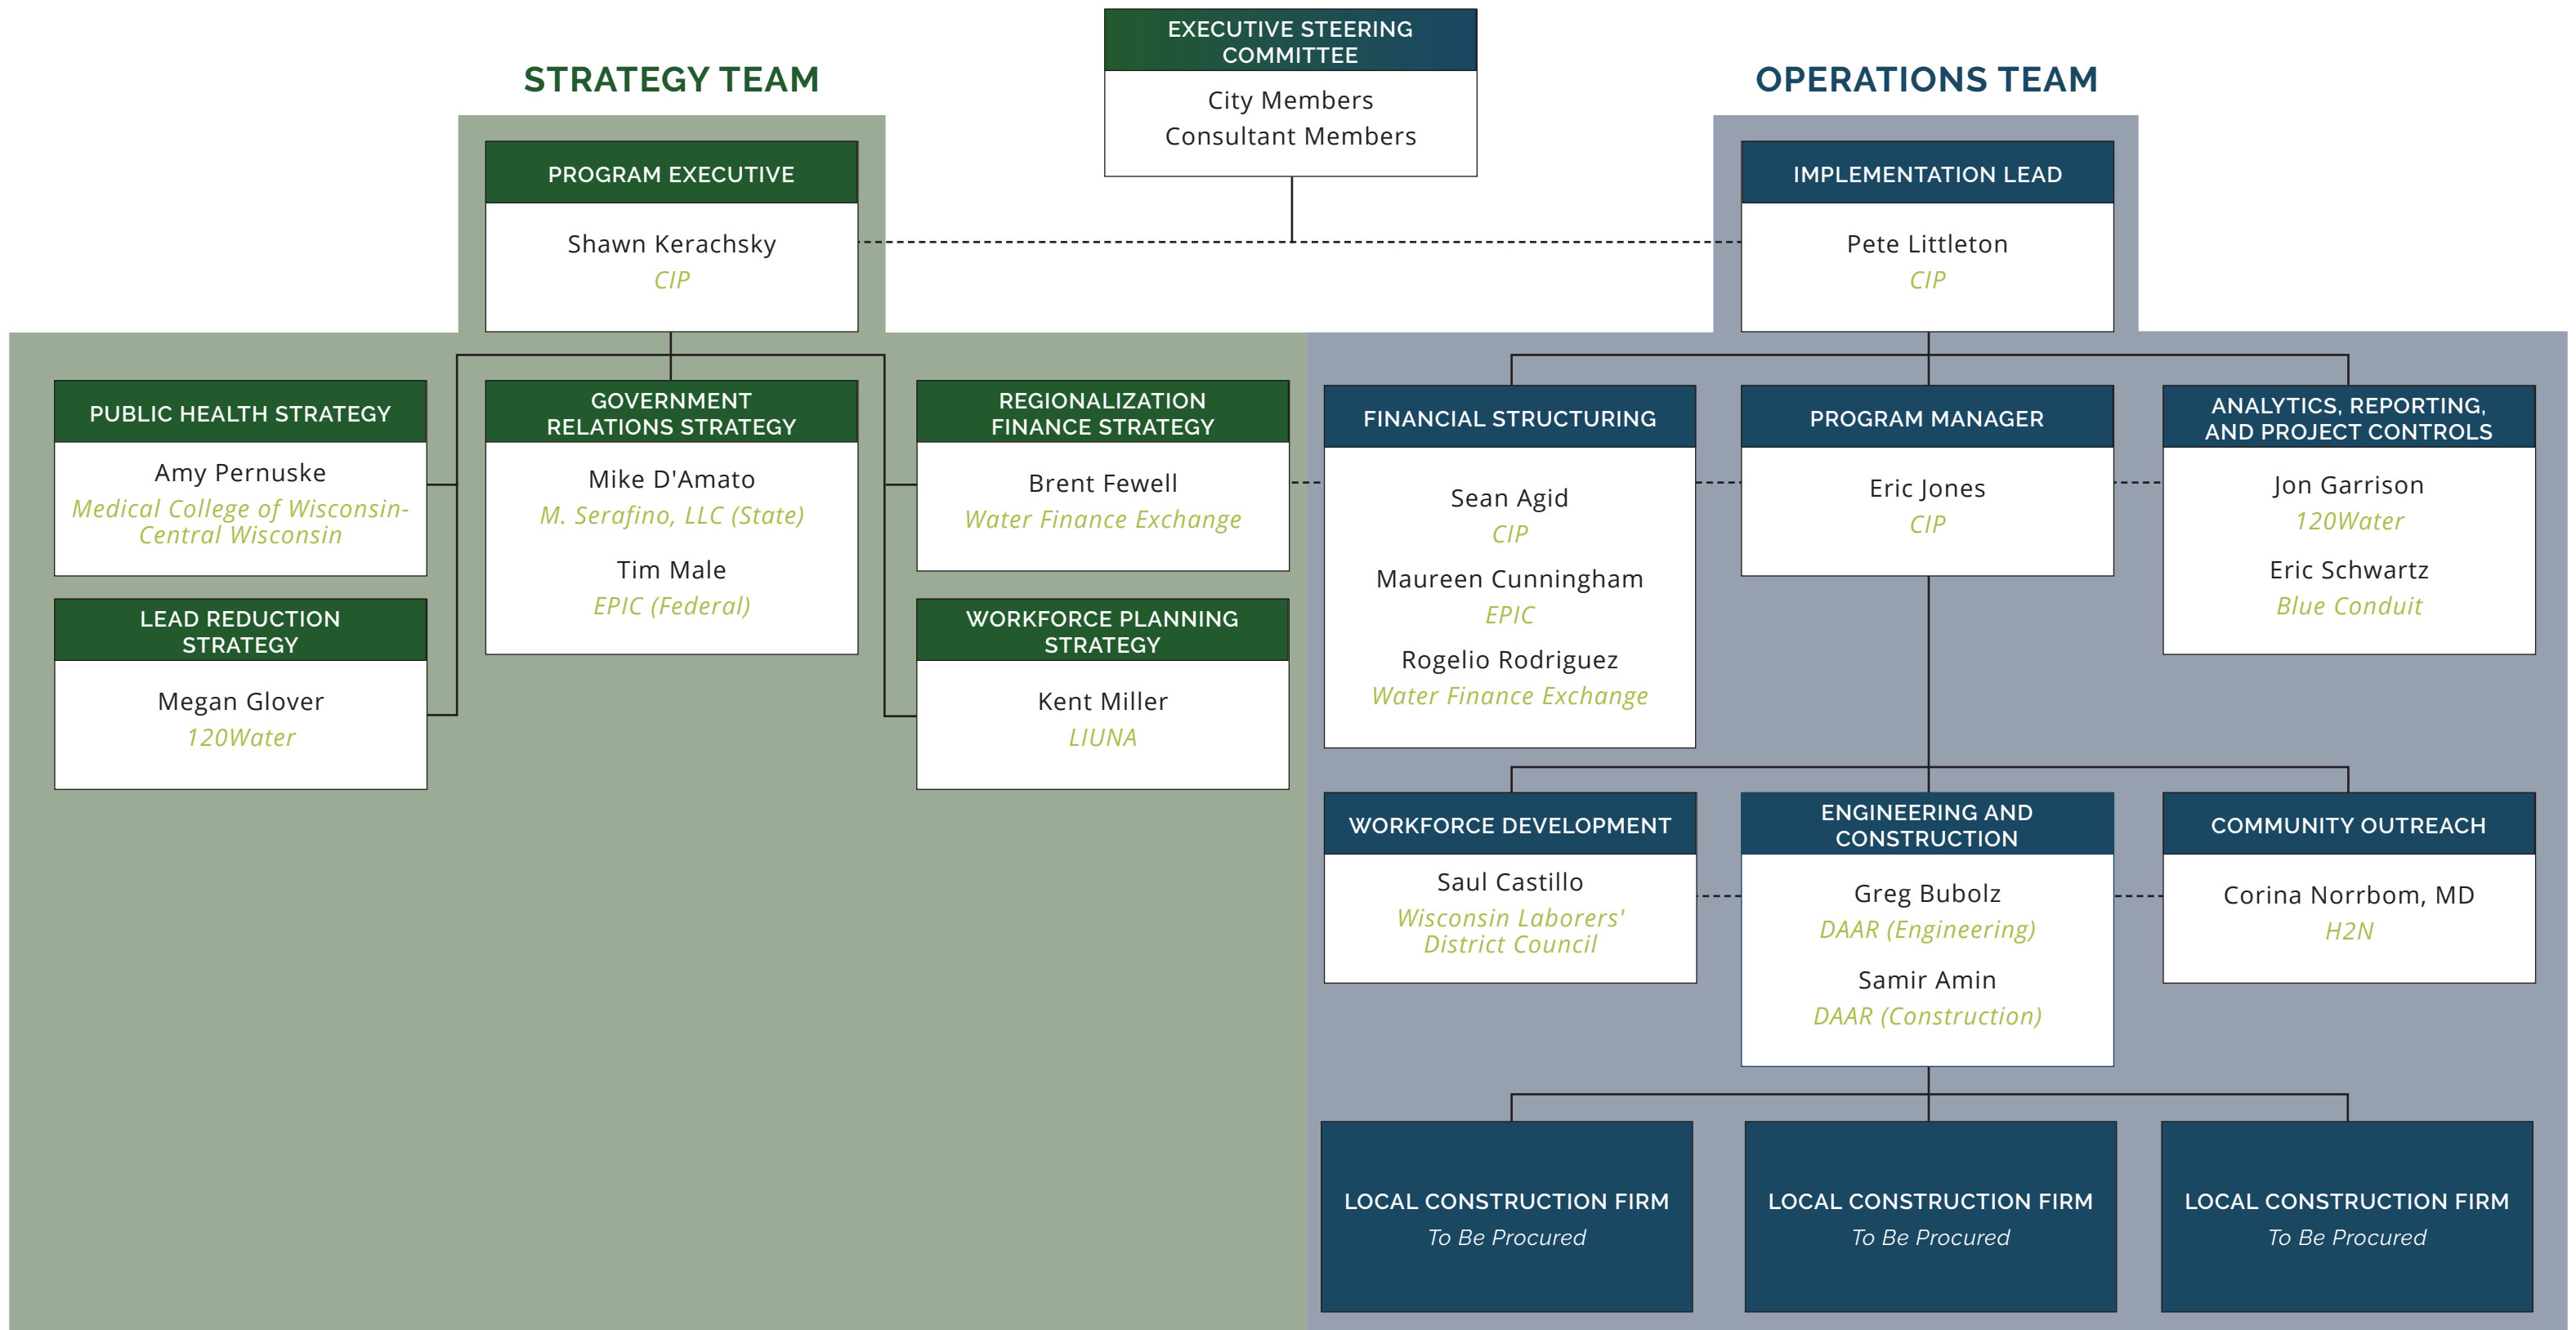 EXECUTIVE STEERING
COMMITTEE
City Members
Consultant Members
STRATEGY TEAM
PROGRAM EXECUTIVE
Shawn Kerachsky
CIP
PUBLIC HEALTH STRATEGY
Amy Pernuske
Medical College of Wisconsin-
Central Wisconsin
LEAD REDUCTION
STRATEGY
Megan Glover
120Water
GOVERNMENT
RELATIONS STRATEGY
Mike D'Amato
M. Serafino, LLC (State)
Tim Male
EPIC (Federal)
REGIONALIZATION
FINANCE STRATEGY
Brent Fewell
Water Finance Exchange
WORKFORCE PLANNING
STRATEGY
Kent Miller
LIUNA
OPERATIONS TEAM
IMPLEMENTATION LEAD
Pete Littleton
CIP
FINANCIAL STRUCTURING
Sean Agid
CIP
Maureen Cunningham
EPIC
Rogelio Rodriguez
Water Finance Exchange
PROGRAM MANAGER
Eric Jones
CIP
ANALYTICS, REPORTING,
AND PROJECT CONTROLS
Jon Garrison
120Water
Eric Schwartz
Blue Conduit
WORKFORCE DEVELOPMENT
Saul Castillo
Wisconsin Laborers'
District Council
ENGINEERING AND
CONSTRUCTION
Greg Bubolz
DAAR (Engineering)
Samir Amin
DAAR (Construction)
COMMUNITY OUTREACH
Corina Norrbom, MD
H2N
LOCAL CONSTRUCTION FIRM
To Be Procured
LOCAL CONSTRUCTION FIRM
To Be Procured
LOCAL CONSTRUCTION FIRM
To Be Procured